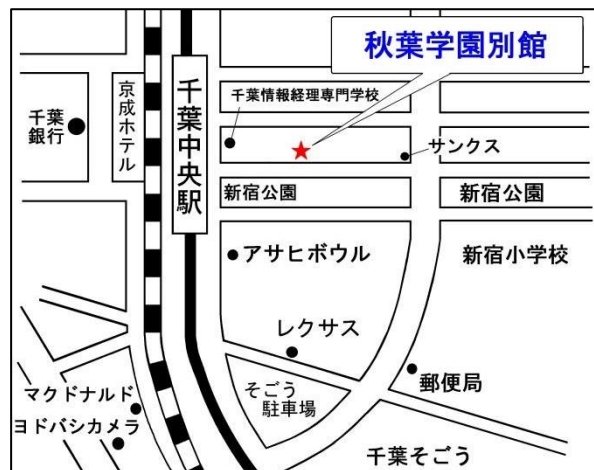 秋葉学園別館
千葉情報経理専門学校
サンクス
千葉
銀行
京成ホテル
千葉中央駅
新宿公園
新宿公園
アサヒボウル
新宿小学校
レクサス
マクドナルド
ヨドバシカメラ
そごう
駐車場
郵便局
千葉そごう